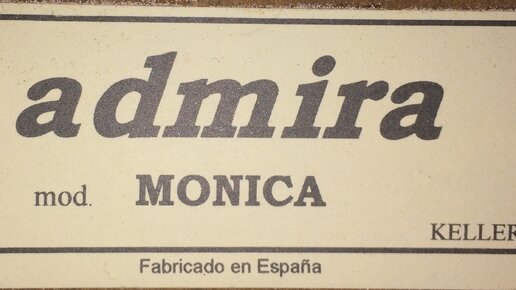 admira
mod. MONICA
KELLER
Fabricado en España